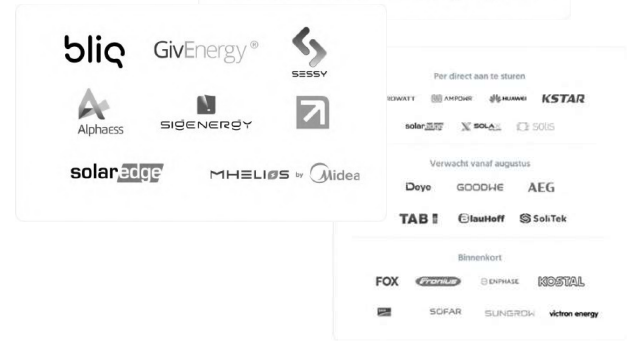 bliq GivEnergy®
SESSY
AlphaESS SIGENERGY
solaredge MHELIOS by Midea
Per direct aan te sturen
AMPOWR HUAWEI KSTAR
solaredge SOLAX SOLIS
Verwacht vanaf augustus
Deye GOODWE AEG
TAB BlauHoff SoliTek
Binnenkort
FOX Fronius ENPHASE KOSTAL
SOFAR SUNGROW victron energy